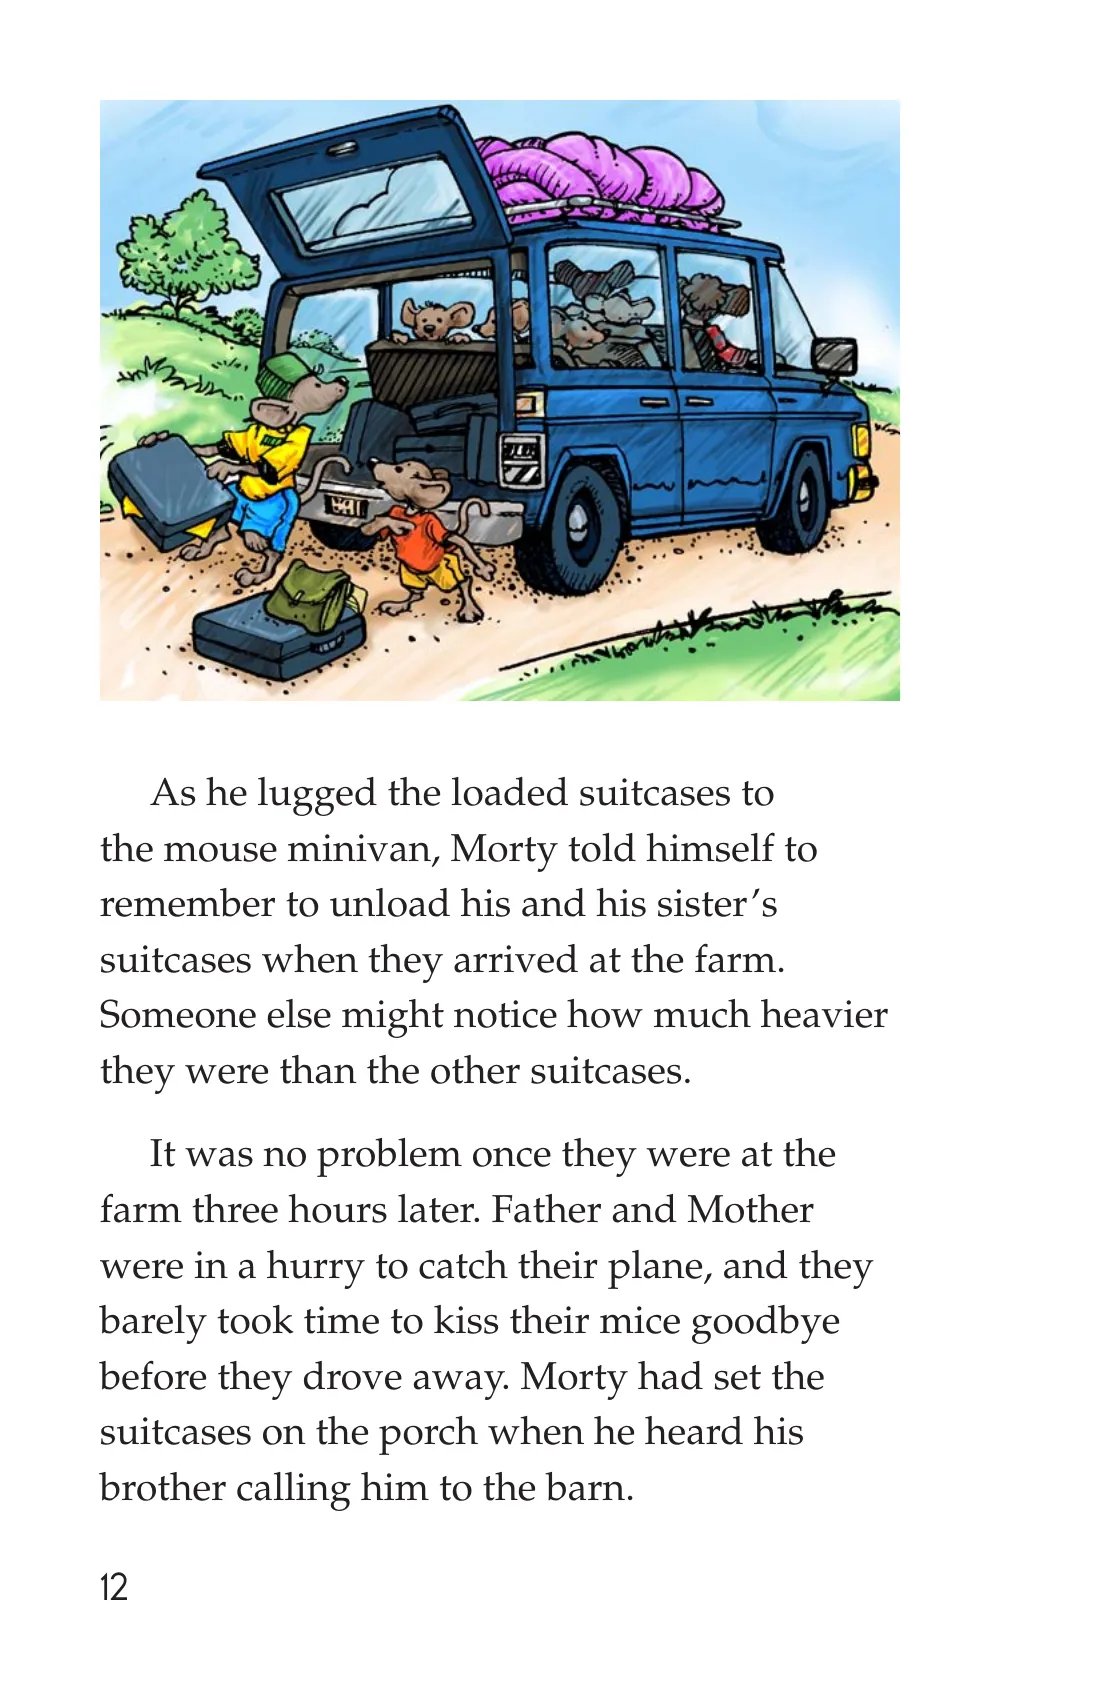 As he lugged the loaded suitcases to
the mouse minivan, Morty told himself to
remember to unload his and his sister’s
suitcases when they arrived at the farm.
Someone else might notice how much heavier
they were than the other suitcases.
It was no problem once they were at the
farm three hours later. Father and Mother
were in a hurry to catch their plane, and they
barely took time to kiss their mice goodbye
before they drove away. Morty had set the
suitcases on the porch when he heard his
brother calling him to the barn.
12